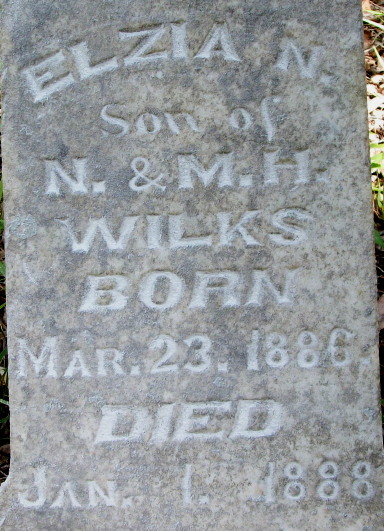 ELZIA N.
Son of
N. & M. H.
WILKS
BORN
MAR. 23. 1886.
DIED
JAN. 1. 1888